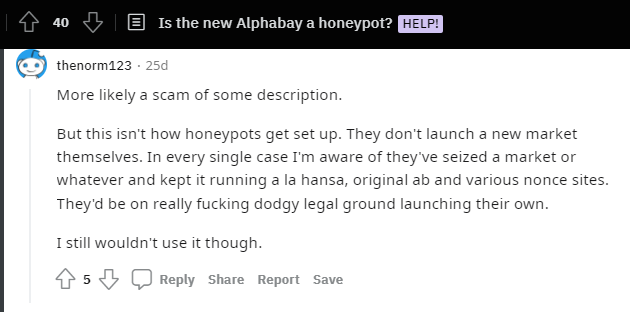 40 Is the new Alphabay a honeypot? HELP!
thenorm123 · 25d
More likely a scam of some description.
But this isn't how honeypots get set up. They don't launch a new market
themselves. In every single case I'm aware of they've seized a market or
whatever and kept it running a la hansa, original ab and various nonce sites.
They'd be on really fucking dodgy legal ground launching their own.
I still wouldn't use it though.
5 Reply Share Report Save